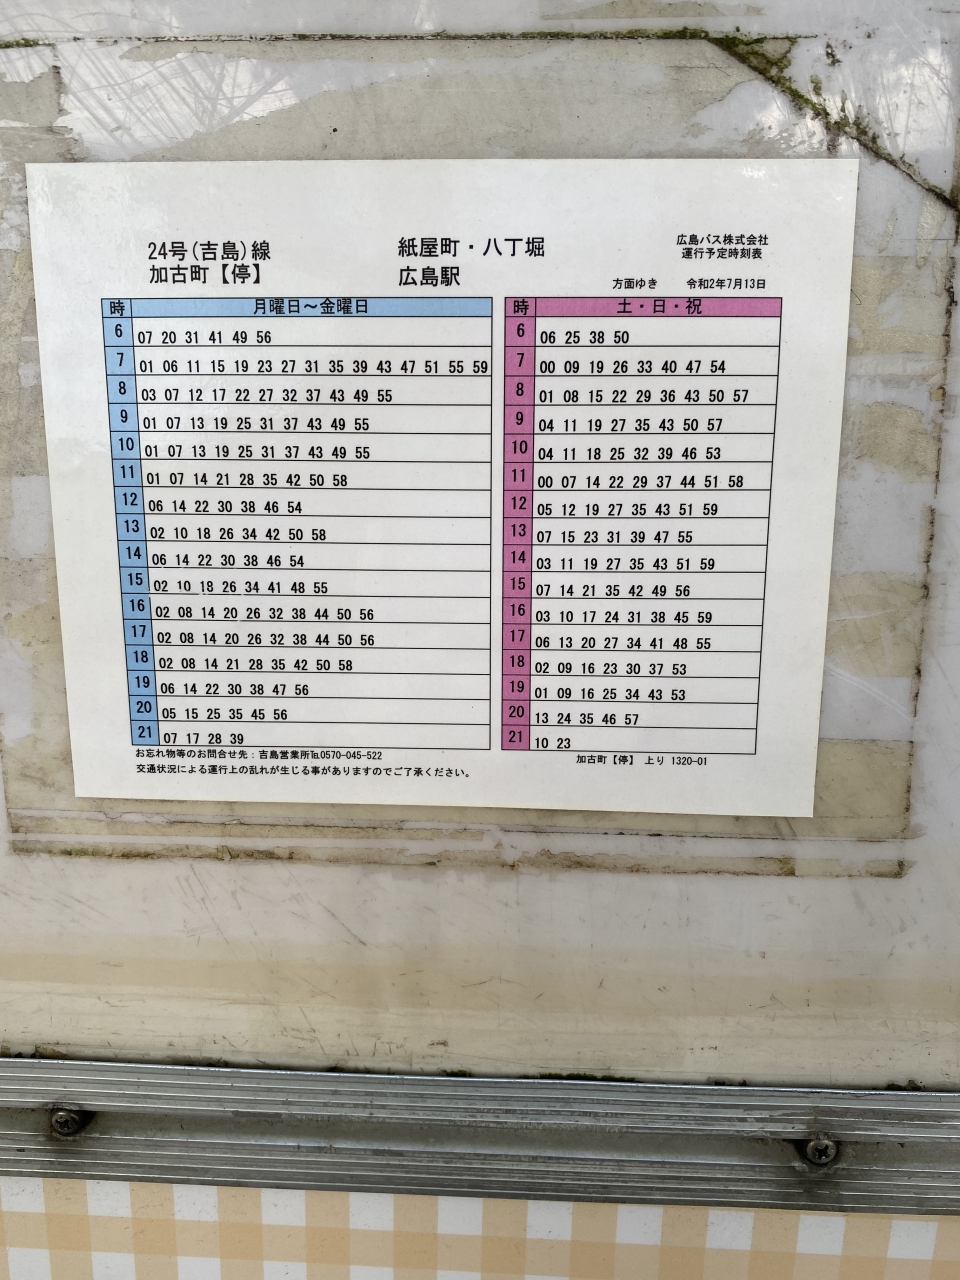 24号(吉島)線
加古町【停】
紙屋町・八丁堀
広島駅
広島バス株式会社
運行予定時刻表
方面ゆき 令和2年7月13日
時 月曜日～金曜日
6 07 20 31 41 49 56
7 01 06 11 15 19 23 27 31 35 39 43 47 51 55 59
8 03 07 12 17 22 27 32 37 43 49 55
9 01 07 13 19 25 31 37 43 49 55
10 01 07 13 19 25 31 37 43 49 55
11 01 07 14 21 28 35 42 50 58
12 06 14 22 30 38 46 54
13 02 10 18 26 34 42 50 58
14 06 14 22 30 38 46 54
15 02 10 18 26 34 41 48 55
16 02 08 14 20 26 32 38 44 50 56
17 02 08 14 20 26 32 38 44 50 56
18 02 08 14 21 28 35 42 50 58
19 06 14 22 30 38 47 56
20 05 15 25 35 45 56
21 07 17 28 39
お忘れ物等のお問合せ先：吉島営業所℡0570-045-522
交通状況による運行上の乱れが生じる事がありますのでご了承ください。
時 土・日・祝
6 06 25 38 50
7 00 09 19 26 33 40 47 54
8 01 08 15 22 29 36 43 50 57
9 04 11 19 27 35 43 50 57
10 04 11 18 25 32 39 46 53
11 00 07 14 22 29 37 44 51 58
12 05 12 19 27 35 43 51 59
13 07 15 23 31 39 47 55
14 03 11 19 27 35 43 51 59
15 07 14 21 35 42 49 56
16 03 10 17 24 31 38 45 59
17 06 13 20 27 34 41 48 55
18 02 09 16 23 30 37 53
19 01 09 16 25 34 43 53
20 13 24 35 46 57
21 10 23
加古町【停】 上り 1320-01